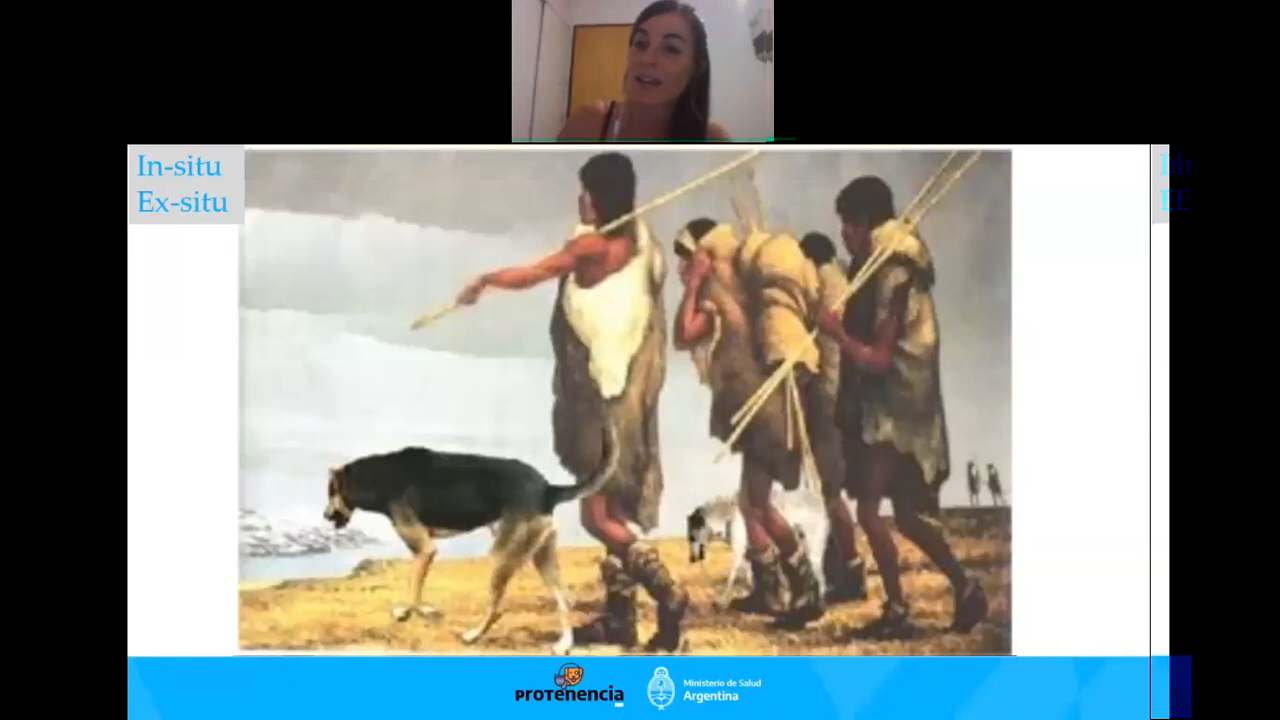 In-situ
Ex-situ
PROTENENCIA
Ministerio de Salud
Argentina